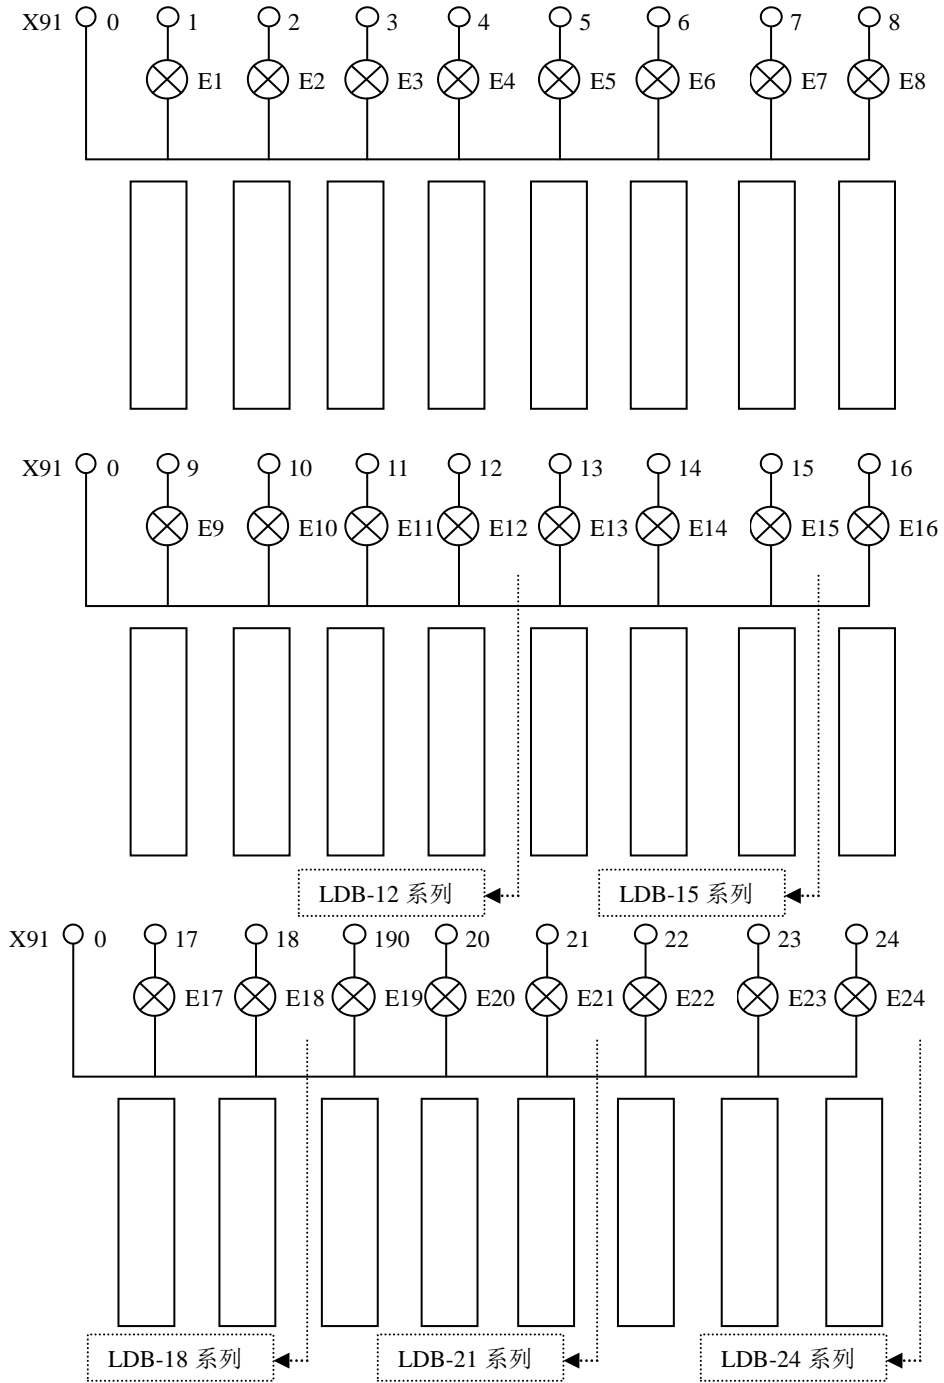 X91 0 1 2 3 4 5 6 7 8
E1 E2 E3 E4 E5 E6 E7 E8
X91 0 9 10 11 12 13 14 15 16
E9 E10 E11 E12 E13 E14 E15 E16
LDB-12 系列 LDB-15 系列
X91 0 17 18 190 20 21 22 23 24
E17 E18 E19 E20 E21 E22 E23 E24
LDB-18 系列 LDB-21 系列 LDB-24 系列